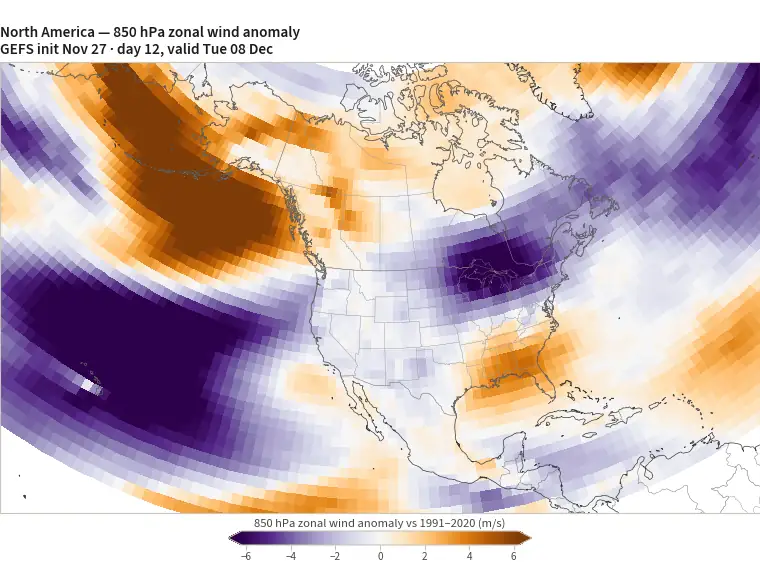 North America — 850 hPa zonal wind anomaly
GEFS init Nov 27 · day 12, valid Tue 08 Dec
850 hPa zonal wind anomaly vs 1991–2020 (m/s)
−6 −4 −2 0 2 4 6